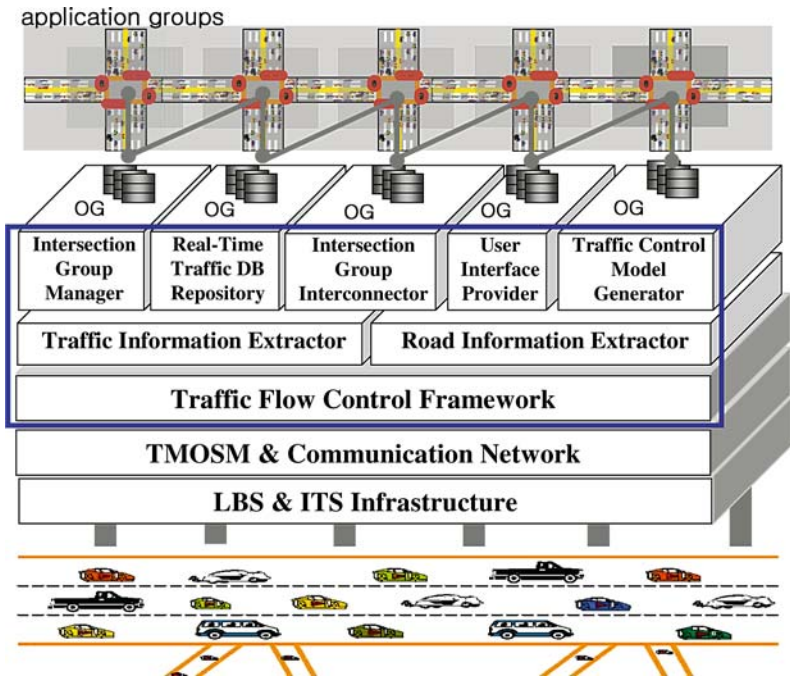 application groups
OG OG OG OG OG
Intersection
Group
Manager
Real-Time
Traffic DB
Repository
Intersection
Group
Interconnector
User
Interface
Provider
Traffic Control
Model
Generator
Traffic Information Extractor
Road Information Extractor
Traffic Flow Control Framework
TMOSM & Communication Network
LBS & ITS Infrastructure